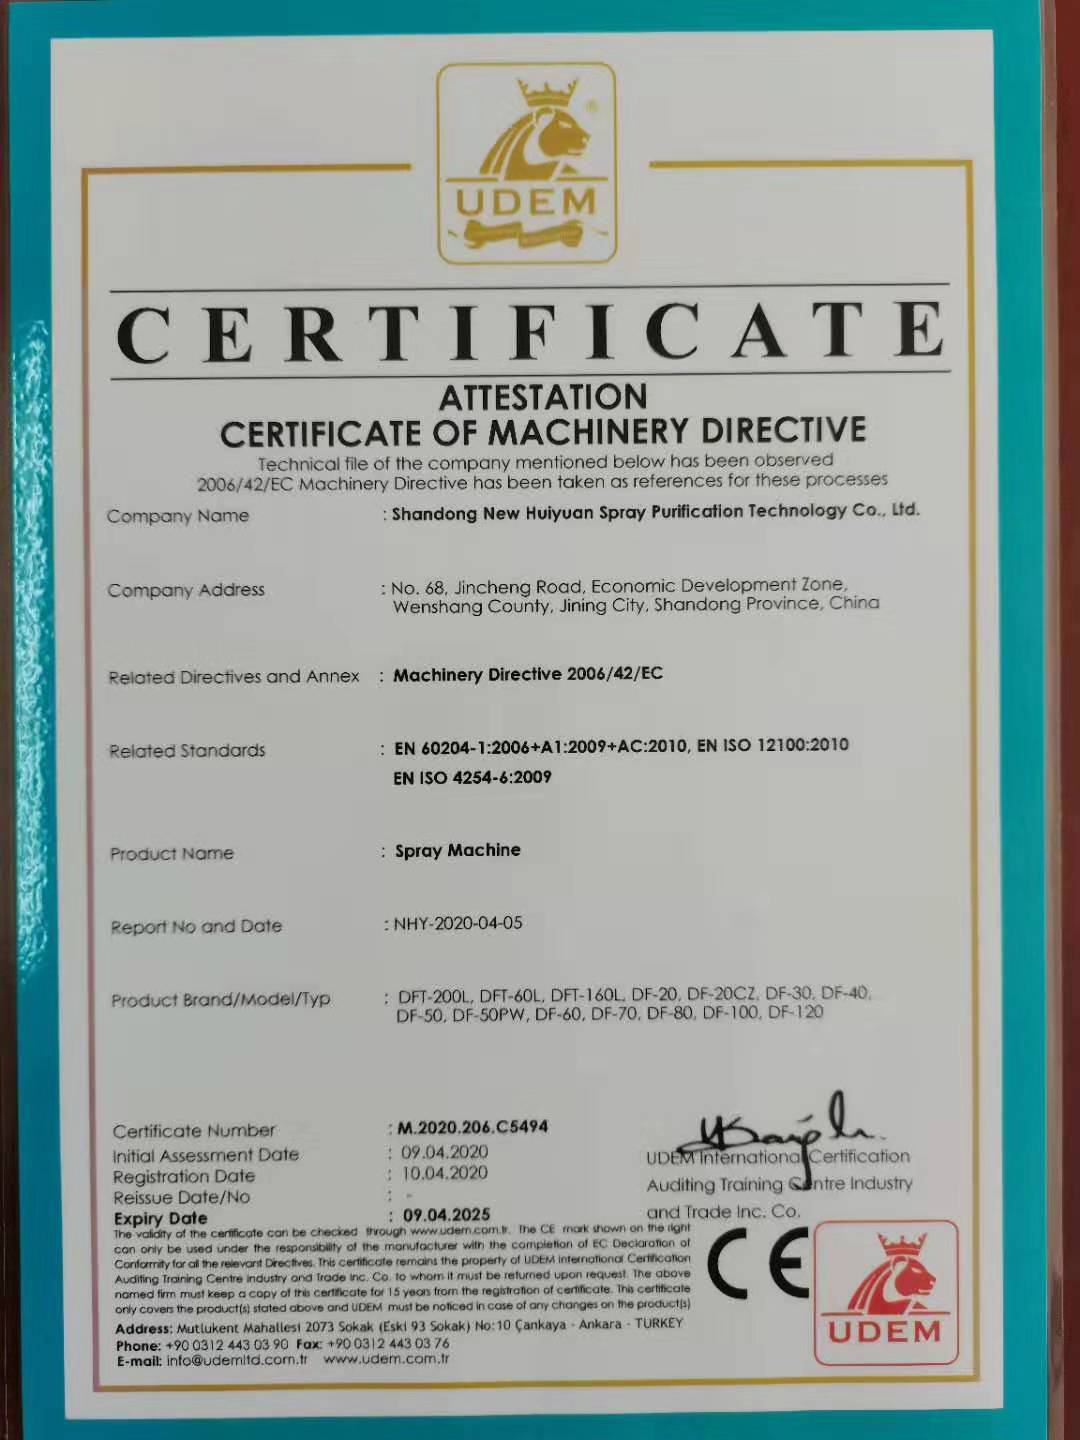 UDEM
CERTIFICATE
ATTESTATION
CERTIFICATE OF MACHINERY DIRECTIVE
Technical file of the company mentioned below has been observed
2006/42/EC Machinery Directive has been taken as references for these processes
Company Name : Shandong New Huiyuan Spray Purification Technology Co., Ltd.
Company Address : No. 68, Jincheng Road, Economic Development Zone,
Wenshang County, Jining City, Shandong Province, China
Related Directives and Annex : Machinery Directive 2006/42/EC
Related Standards : EN 60204-1:2006+A1:2009+AC:2010, EN ISO 12100:2010
EN ISO 4254-6:2009
Product Name : Spray Machine
Report No and Date : NHY-2020-04-05
Product Brand/Model/Typ : DFT-200L, DFT-60L, DFT-160L, DF-20, DF-20CZ, DF-30, DF-40,
DF-50, DF-50PW, DF-60, DF-70, DF-80, DF-100, DF-120
Certificate Number : M.2020.206.C5494
Initial Assessment Date : 09.04.2020
Registration Date : 10.04.2020
Reissue Date/No : -
Expiry Date : 09.04.2025
UDEM International Certification
Auditing Training Centre Industry
and Trade Inc. Co.
The validity of the certificate can be checked through www.udem.com.tr. The CE mark shown on the right
can only be used under the responsibility of the manufacturer with the completion of EC Declaration of
Conformity for all the relevant Directives. This certificate remains the property of UDEM International Certification
Auditing Training Centre Industry and Trade Inc. Co. to whom it must be returned upon request. The above
named firm must keep a copy of this certificate for 15 years from the registration of certificate. This certificate
only covers the product(s) stated above and UDEM must be noticed in case of any changes on the product(s)
Address: Mutlukent Mahallesi 2073 Sokak (Eski 93 Sokak) No:10 Çankaya - Ankara - TURKEY
Phone: +90 0312 443 03 90 Fax: +90 0312 443 03 76
E-mail: info@udemltd.com.tr www.udem.com.tr
CE
UDEM